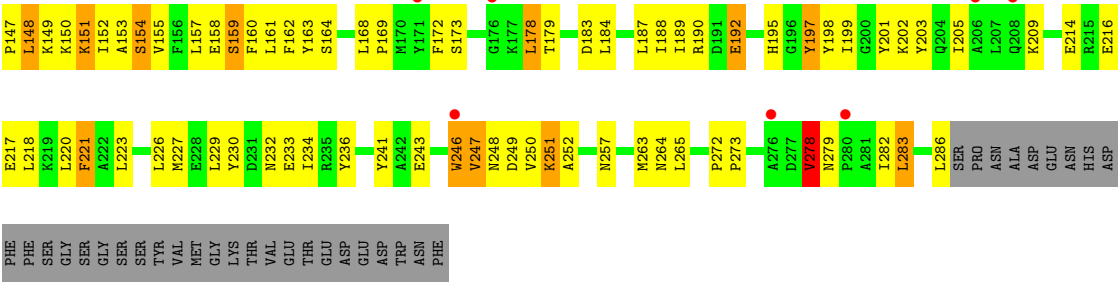 P147 L148 K149 K150 K151 I152 A153 S154 V155 F156 L157 E158 S159 F160 L161 F162 Y163 S164 L168 P169 M170 Y171 F172 S173 G176 K177 L178 T179 D183 L184 L187 I188 I189 R190 D191 E192 H195 G196 Y197 Y198 I199 G200 Y201 K202 Y203 Q204 I205 A206 L207 Q208 K209 E214 R215 E216
E217 L218 K219 L220 F221 A222 L223 L226 M227 E228 L229 Y230 D231 N232 E233 I234 R235 Y236 Y241 A242 E243 W246 V247 N248 D249 V250 K251 A252 N257 M263 N264 L265 P272 P273 A276 D277 V278 N279 P280 A281 I282 L283 L286 SER PRO ASN ALA ASP GLU ASN HIS ASP
PHE PHE SER GLY SER GLY SER SER TYR VAL MET GLY LYS THR VAL GLU THR GLU ASP GLU ASP TRP ASN PHE